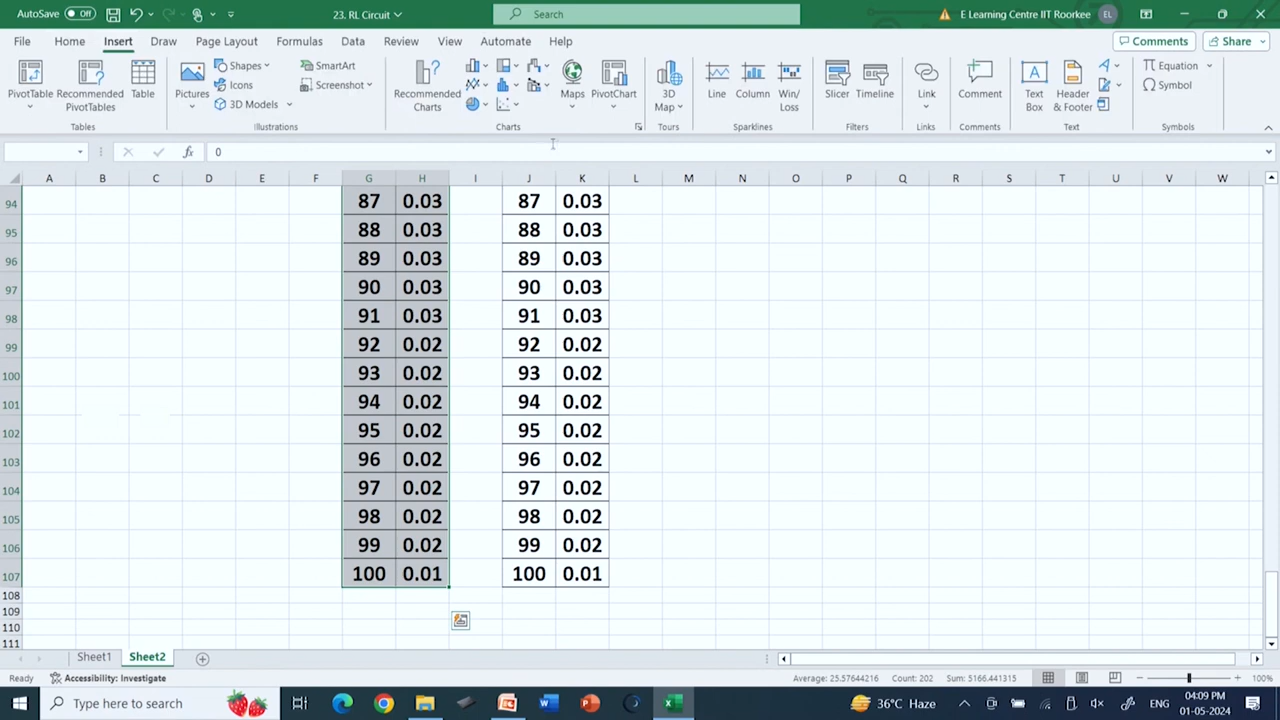 AutoSave Off 23. RL Circuit Search E Learning Centre IIT Roorkee EL
File Home Insert Draw Page Layout Formulas Data Review View Automate Help Comments Share
PivotTable Recommended PivotTables Table
Pictures Shapes Icons 3D Models SmartArt Screenshot
Recommended Charts Maps PivotChart
3D Map Line Column Win/Loss
Slicer Timeline Link Comment
Text Box Header & Footer Equation Symbol
Tables Illustrations Charts Tours Sparklines Filters Links Comments Text Symbols
fx 0
A B C D E F G H I J K L M N O P Q R S T U V W
94 87 0.03 87 0.03
95 88 0.03 88 0.03
96 89 0.03 89 0.03
97 90 0.03 90 0.03
98 91 0.03 91 0.03
99 92 0.02 92 0.02
100 93 0.02 93 0.02
101 94 0.02 94 0.02
102 95 0.02 95 0.02
103 96 0.02 96 0.02
104 97 0.02 97 0.02
105 98 0.02 98 0.02
106 99 0.02 99 0.02
107 100 0.01 100 0.01
108
109
110
111
Sheet1 Sheet2
Ready Accessibility: Investigate Average: 25.57644216 Count: 202 Sum: 5166.441315 100%
Type here to search 36°C Haze ENG 04:09 PM
01-05-2024